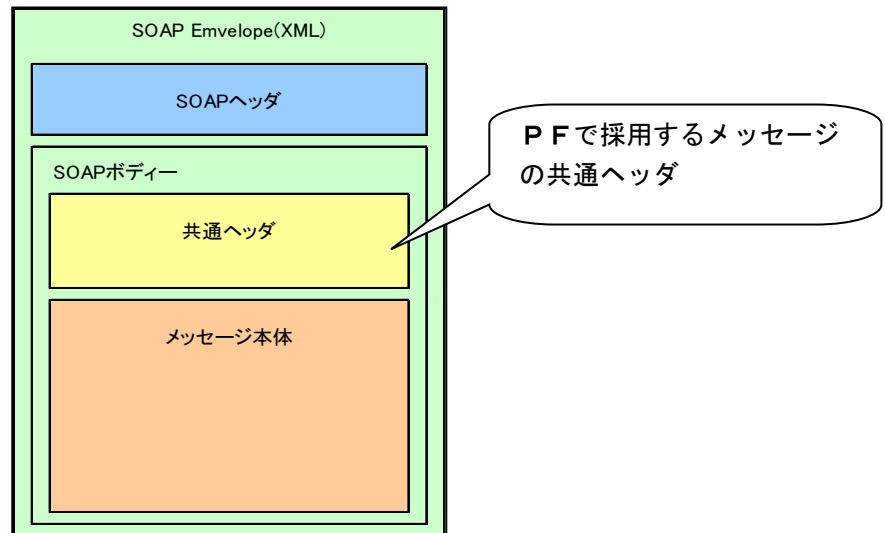 SOAP Emvelope(XML)
SOAPヘッダ
SOAPボディー
共通ヘッダ
メッセージ本体
ＰＦで採用するメッセージ
の共通ヘッダ